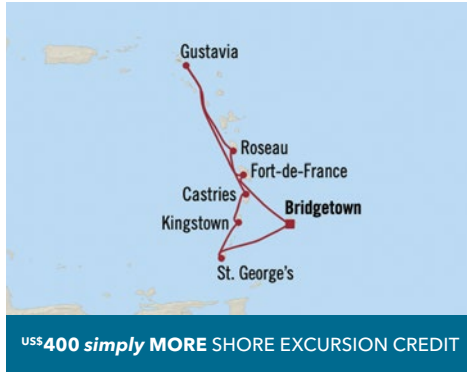 Gustavia
Roseau
Fort-de-France
Castries
Bridgetown
Kingstown
St. George's
US$400 simply MORE SHORE EXCURSION CREDIT